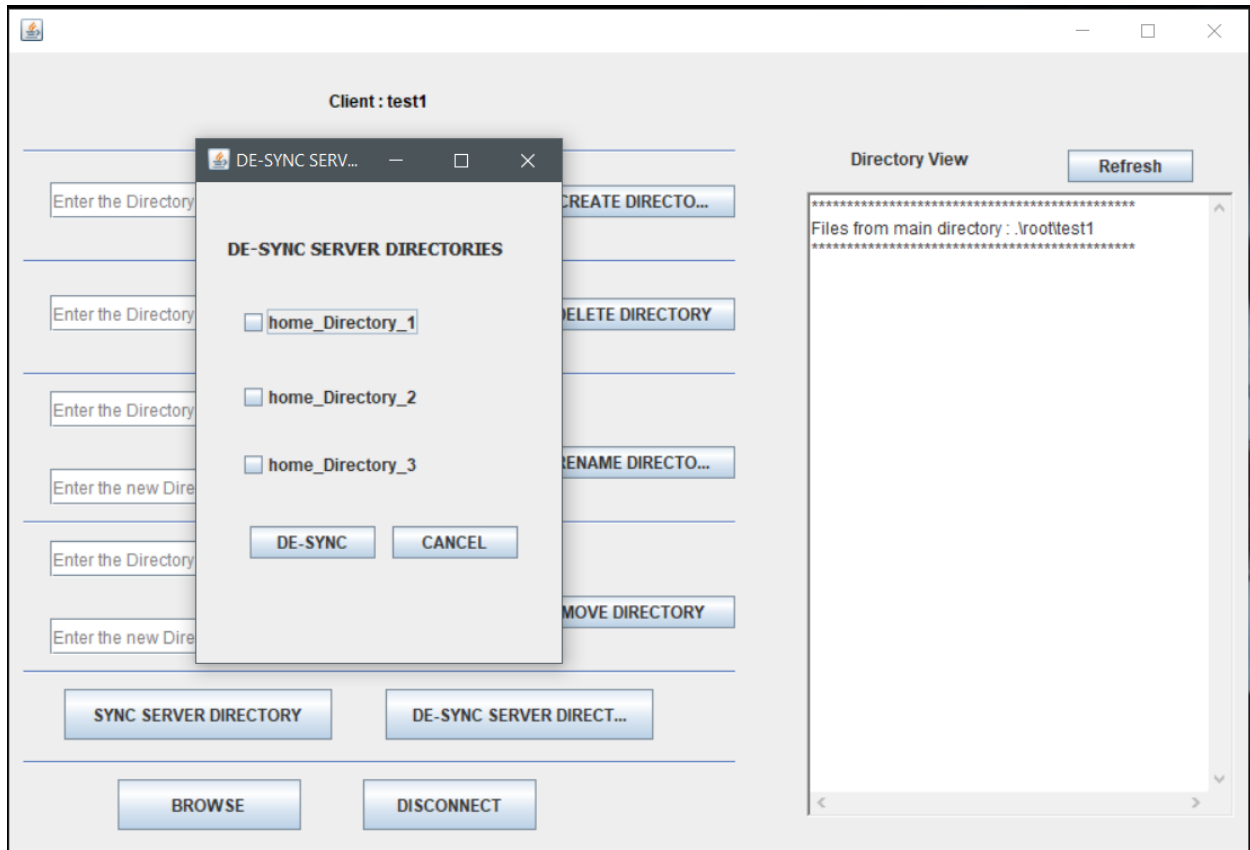 Client : test1
DE-SYNC SERV...
DE-SYNC SERVER DIRECTORIES
home_Directory_1
home_Directory_2
home_Directory_3
DE-SYNC
CANCEL
Enter the Directory
CREATE DIRECTO...
Enter the Directory
DELETE DIRECTORY
Enter the Directory
Enter the new Dire
RENAME DIRECTO...
Enter the Directory
Enter the new Dire
MOVE DIRECTORY
SYNC SERVER DIRECTORY
DE-SYNC SERVER DIRECT...
BROWSE
DISCONNECT
Directory View
Refresh
**********************************************
Files from main directory : .\root\test1
**********************************************